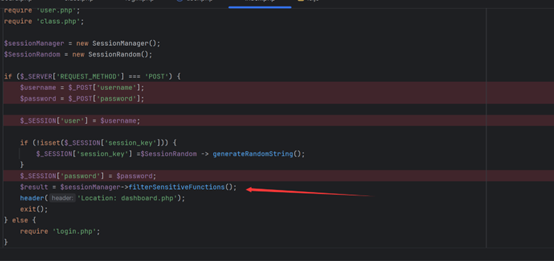 require 'user.php';
require 'class.php';
$sessionManager = new SessionManager();
$SessionRandom = new SessionRandom();
if ($_SERVER['REQUEST_METHOD'] === 'POST') {
$username = $_POST['username'];
$password = $_POST['password'];
$_SESSION['user'] = $username;
if (!isset($_SESSION['session_key'])) {
$_SESSION['session_key'] =$SessionRandom -> generateRandomString();
}
$_SESSION['password'] = $password;
$result = $sessionManager->filterSensitiveFunctions();
header( header: 'Location: dashboard.php');
exit();
} else {
require 'login.php';
}